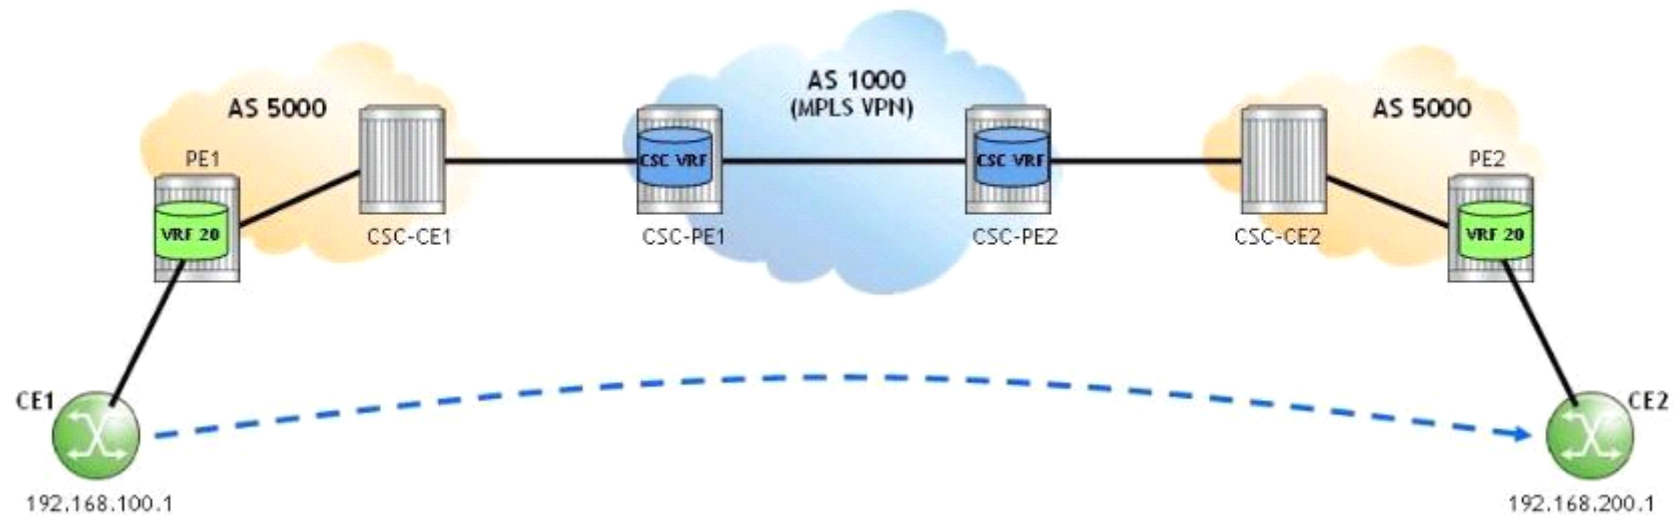 AS 1000
(MPLS VPN)
AS 5000
AS 5000
PE1
CSC VRF
CSC VRF
PE2
VRF 20
CSC-CE1
CSC-PE1
CSC-PE2
CSC-CE2
VRF 20
CE1
CE2
192.168.100.1
192.168.200.1